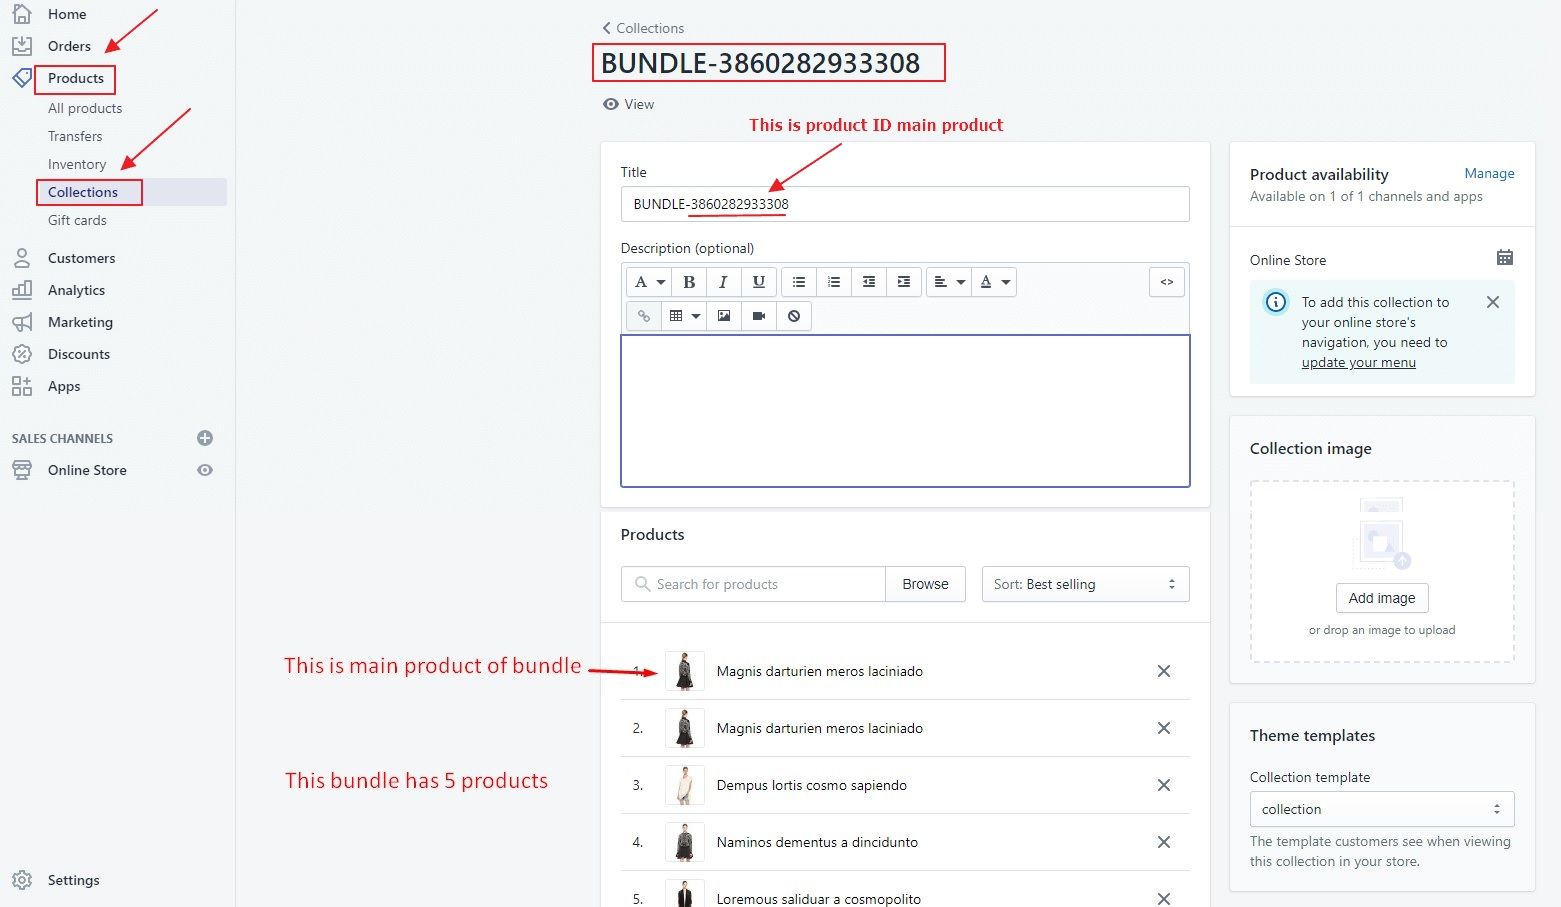 Home
Orders
Products
All products
Transfers
Inventory
Collections
Gift cards
Customers
Analytics
Marketing
Discounts
Apps
SALES CHANNELS
Online Store
Settings
Collections
BUNDLE-3860282933308
View
This is product ID main product
Title
BUNDLE-3860282933308
Description (optional)
A B I U A <>
Products
Search for products
Browse
Sort: Best selling
This is main product of bundle
1. Magnis darturien meros laciniado
2. Magnis darturien meros laciniado
This bundle has 5 products
3. Dempus lortis cosmo sapiendo
4. Naminos dementus a dincidunto
5. Loremous saliduar a cosmopolito
Product availability
Manage
Available on 1 of 1 channels and apps
Online Store
To add this collection to
your online store's
navigation, you need to
update your menu
Collection image
Add image
or drop an image to upload
Theme templates
Collection template
collection
The template customers see when viewing
this collection in your store.